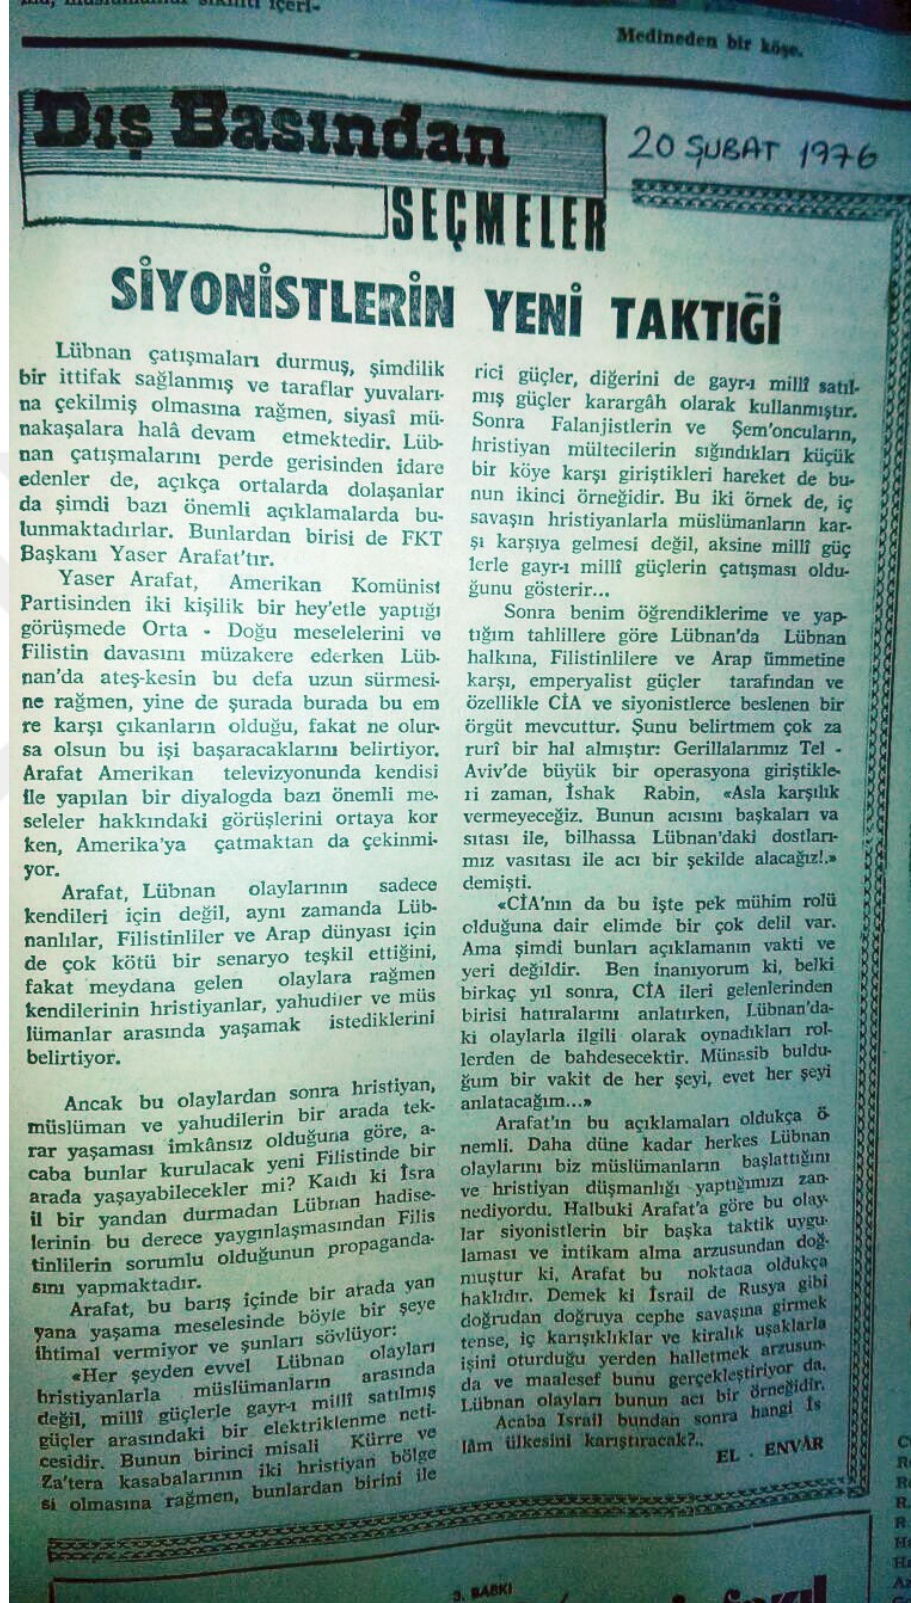 Medineden bir köşe.
Dış Basından
SEÇMELER
20 ŞUBAT 1976
SİYONİSTLERİN YENİ TAKTIĞİ
Lübnan çatışmaları durmuş, şimdilik
bir ittifak sağlanmış ve taraflar yuvaları-
na çekilmiş olmasına rağmen, siyasî mü-
nakaşalara halâ devam etmektedir. Lüb-
nan çatışmalarını perde gerisinden idare
edenler de, açıkça ortalarda dolaşanlar
da şimdi bazı önemli açıklamalarda bu-
lunmaktadırlar. Bunlardan birisi de FKT
Başkanı Yaser Arafat'tır.
Yaser Arafat, Amerikan Komünist
Partisinden iki kişilik bir hey'etle yaptığı
görüşmede Orta - Doğu meselelerini ve
Filistin davasını müzakere ederken Lüb-
nan'da ateş-kesin bu defa uzun sürmesi-
ne rağmen, yine de şurada burada bu em
re karşı çıkanların olduğu, fakat ne olur-
sa olsun bu işi başaracaklarını belirtiyor.
Arafat Amerikan televizyonunda kendisi
ile yapılan bir diyalogda bazı önemli me-
seleler hakkındaki görüşlerini ortaya kor
ken, Amerika'ya çatmaktan da çekinmi-
yor.
Arafat, Lübnan olaylarının sadece
kendileri için değil, aynı zamanda Lüb-
nanlılar, Filistinliler ve Arap dünyası için
de çok kötü bir senaryo teşkil ettiğini,
fakat meydana gelen olaylara rağmen
kendilerinin hristiyanlar, yahudiler ve müs
lümanlar arasında yaşamak istediklerini
belirtiyor.
Ancak bu olaylardan sonra hristiyan,
müslüman ve yahudilerin bir arada tek-
rar yaşaması imkânsız olduğuna göre, a-
caba bunlar kurulacak yeni Filistinde bir
arada yaşayabilecekler mi? Kaldı ki İsra
il bir yandan durmadan Lübnan hadise-
lerinin bu derece yaygınlaşmasından Filis
tinlilerin sorumlu olduğunun propaganda-
sını yapmaktadır.
Arafat, bu barış içinde bir arada yan
yana yaşama meselesinde böyle bir şeye
ihtimal vermiyor ve şunları sövlüyor:
«Her şeyden evvel Lübnan olayları
hristiyanlarla müslümanların arasında
değil, millî güçlerle gayr-ı millî satılmış
güçler arasındaki bir elektriklenme neti-
cesidir. Bunun birinci misali Kürre ve
Za'tera kasabalarının iki hristiyan bölge
si olmasına rağmen, bunlardan birini ile
rici güçler, diğerini de gayr-ı millî satıl-
mış güçler karargâh olarak kullanmıştır.
Sonra Falanjistlerin ve Şem'oncuların,
hristiyan mültecilerin sığındıkları küçük
bir köye karşı giriştikleri hareket de bu-
nun ikinci örneğidir. Bu iki örnek de, iç
savaşın hristiyanlarla müslümanların kar-
şı karşıya gelmesi değil, aksine millî güç
lerle gayr-ı millî güçlerin çatışması oldu-
ğunu gösterir...
Sonra benim öğrendiklerime ve yap-
tığım tahlillere göre Lübnan'da Lübnan
halkına, Filistinlilere ve Arap ümmetine
karşı, emperyalist güçler tarafından ve
özellikle CİA ve siyonistlerce beslenen bir
örgüt mevcuttur. Şunu belirtmem çok za
rurî bir hal almıştır: Gerillalarımız Tel -
Aviv'de büyük bir operasyona giriştikle-
ri zaman, İshak Rabin, «Asla karşılık
vermeyeceğiz. Bunun acısını başkaları va
sıtası ile, bilhassa Lübnan'daki dostları-
mız vasıtası ile acı bir şekilde alacağız!.»
demişti.
«CİA'nın da bu işte pek mühim rolü
olduğuna dair elimde bir çok delil var.
Ama şimdi bunları açıklamanın vakti ve
yeri değildir. Ben inanıyorum ki, belki
birkaç yıl sonra, CİA ileri gelenlerinden
birisi hatıralarını anlatırken, Lübnan'da-
ki olaylarla ilgili olarak oynadıkları rol-
lerden de bahdesecektir. Münasib buldu-
ğum bir vakit de her şeyi, evet her şeyi
anlatacağım...»
Arafat'ın bu açıklamaları oldukça ö
nemli. Daha düne kadar herkes Lübnan
olaylarını biz müslümanların başlattığını
ve hristiyan düşmanlığı yaptığımızı zan-
nediyordu. Halbuki Arafat'a göre bu olay-
lar siyonistlerin bir başka taktik uygu-
laması ve intikam alma arzusundan doğ-
muştur ki, Arafat bu noktada oldukça
haklıdır. Demek ki İsrail de Rusya gibi
doğrudan doğruya cephe savaşına girmek
tense, iç karışıklıklar ve kiralık uşaklarla
işini oturduğu yerden halletmek arzusun-
da ve maalesef bunu gerçekleştiriyor da.
Lübnan olayları bunun acı bir örneğidir.
Acaba İsrail bundan sonra hangi İs
lâm ülkesini karıştıracak?..
EL - ENVÂR
3. BASKI